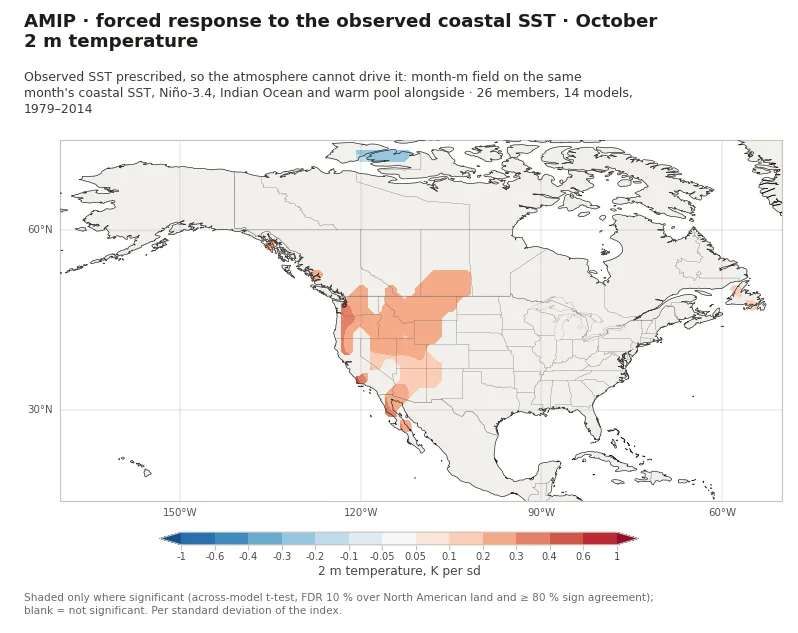 AMIP · forced response to the observed coastal SST · October
2 m temperature
Observed SST prescribed, so the atmosphere cannot drive it: month-m field on the same
month's coastal SST, Niño-3.4, Indian Ocean and warm pool alongside · 26 members, 14 models,
1979–2014
60°N
30°N
150°W 120°W 90°W 60°W
-1 -0.6 -0.4 -0.3 -0.2 -0.1 -0.05 0.05 0.1 0.2 0.3 0.4 0.6 1
2 m temperature, K per sd
Shaded only where significant (across-model t-test, FDR 10 % over North American land and ≥ 80 % sign agreement);
blank = not significant. Per standard deviation of the index.